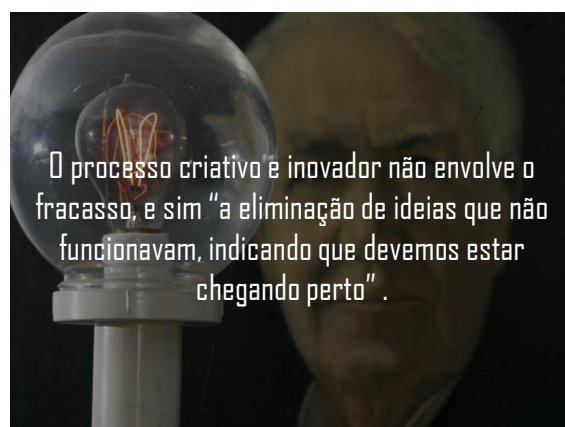 O processo criativo e inovador não envolve o
fracasso, e sim “a eliminação de ideias que não
funcionavam, indicando que devemos estar
chegando perto” .